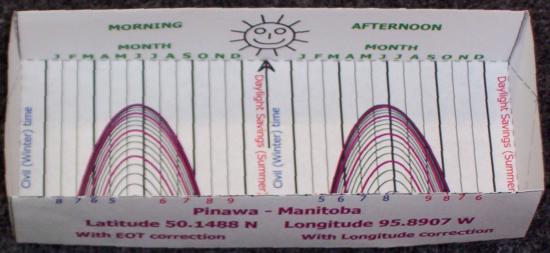 MORNING AFTERNOON
MONTH MONTH
J F M A M J J A S O N D J F M A M J J A S O N D
Civil (Winter) time
Daylight Savings (Summer)
Civil (Winter) time
Daylight Savings (Summer)
8 7 6 5 6 7 8 9 5 6 7 8 9 8 7 6
Pinawa - Manitoba
Latitude 50.1488 N Longitude 95.8907 W
With EOT correction With Longitude correction